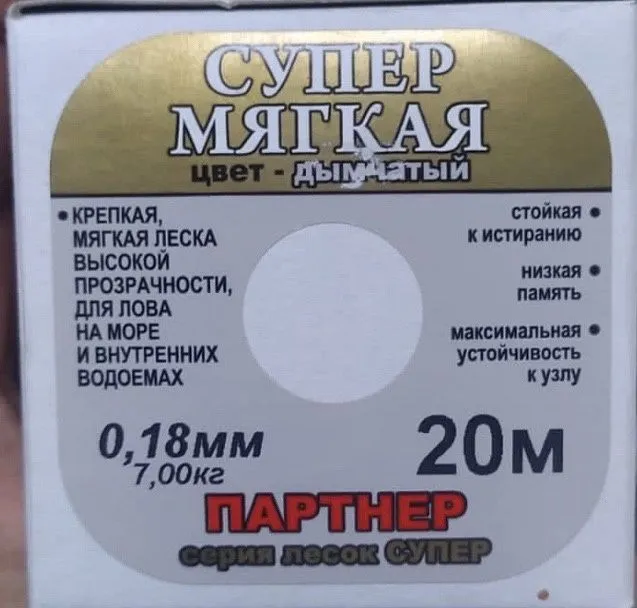 СУПЕР
МЯГКАЯ
цвет - дымчатый
• КРЕПКАЯ,
МЯГКАЯ ЛЕСКА
ВЫСОКОЙ
ПРОЗРАЧНОСТИ,
ДЛЯ ЛОВА
НА МОРЕ
И ВНУТРЕННИХ
ВОДОЕМАХ
стойкая •
к истиранию
низкая •
память
максимальная •
устойчивость
к узлу
0,18мм
7,00кг
20м
ПАРТНЕР
серия лесок СУПЕР